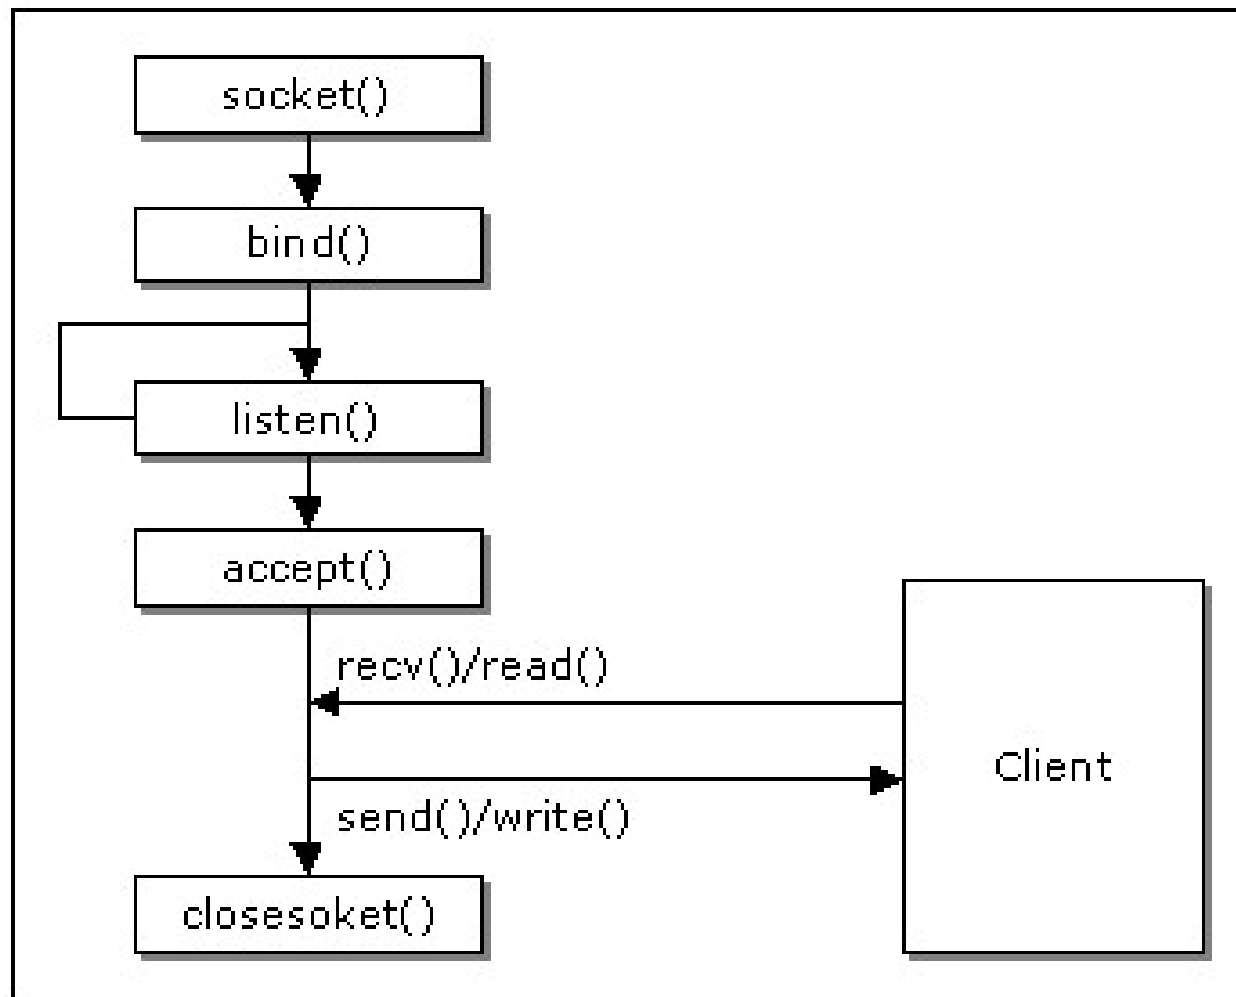 socket()
bind()
listen()
accept()
recv()/read()
Client
send()/write()
closesoket()